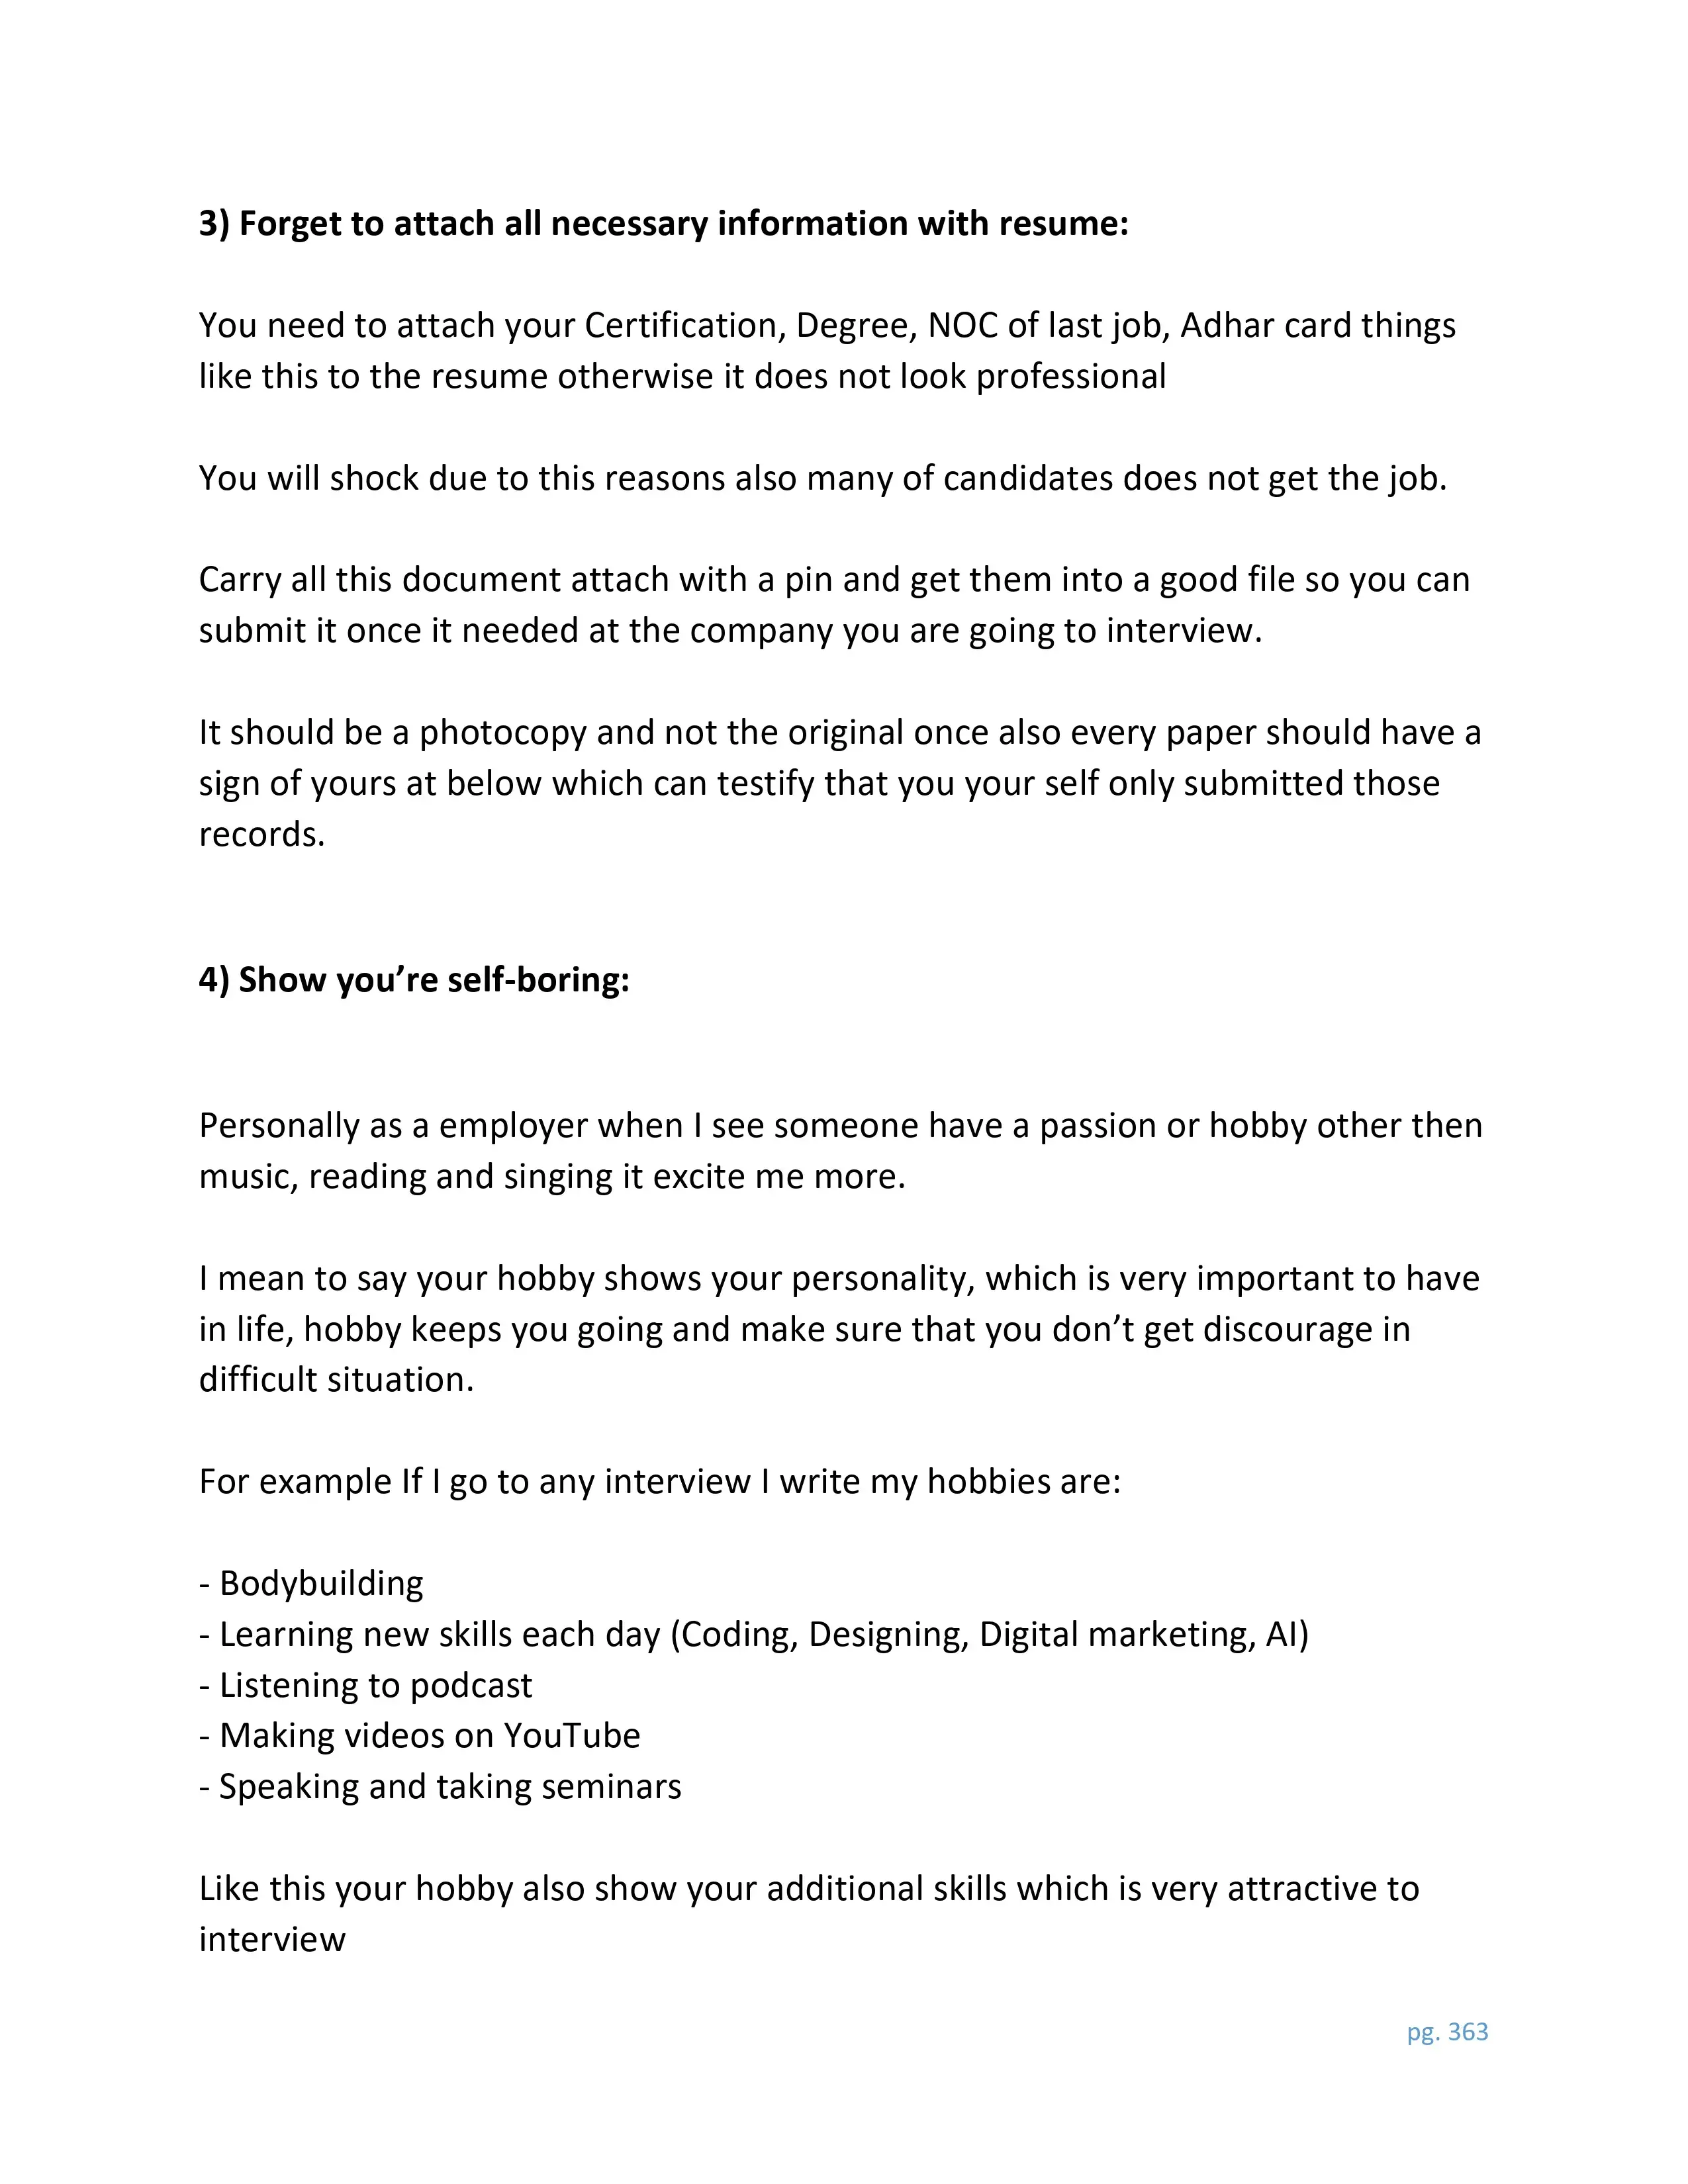 3) Forget to attach all necessary information with resume:
You need to attach your Certification, Degree, NOC of last job, Adhar card things
like this to the resume otherwise it does not look professional
You will shock due to this reasons also many of candidates does not get the job.
Carry all this document attach with a pin and get them into a good file so you can
submit it once it needed at the company you are going to interview.
It should be a photocopy and not the original once also every paper should have a
sign of yours at below which can testify that you your self only submitted those
records.
4) Show you’re self-boring:
Personally as a employer when I see someone have a passion or hobby other then
music, reading and singing it excite me more.
I mean to say your hobby shows your personality, which is very important to have
in life, hobby keeps you going and make sure that you don’t get discourage in
difficult situation.
For example If I go to any interview I write my hobbies are:
- Bodybuilding
- Learning new skills each day (Coding, Designing, Digital marketing, AI)
- Listening to podcast
- Making videos on YouTube
- Speaking and taking seminars
Like this your hobby also show your additional skills which is very attractive to
interview
pg. 363